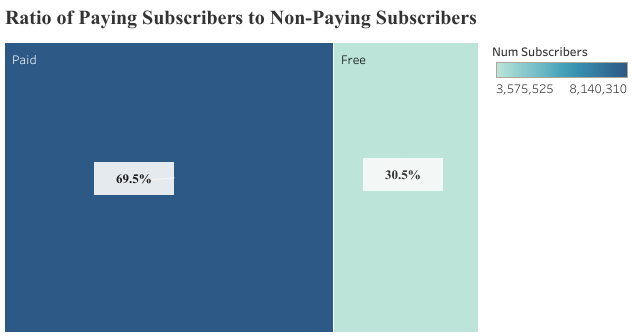 Ratio of Paying Subscribers to Non-Paying Subscribers
Paid
Free
Num Subscribers
3,575,525 8,140,310
69.5%
30.5%